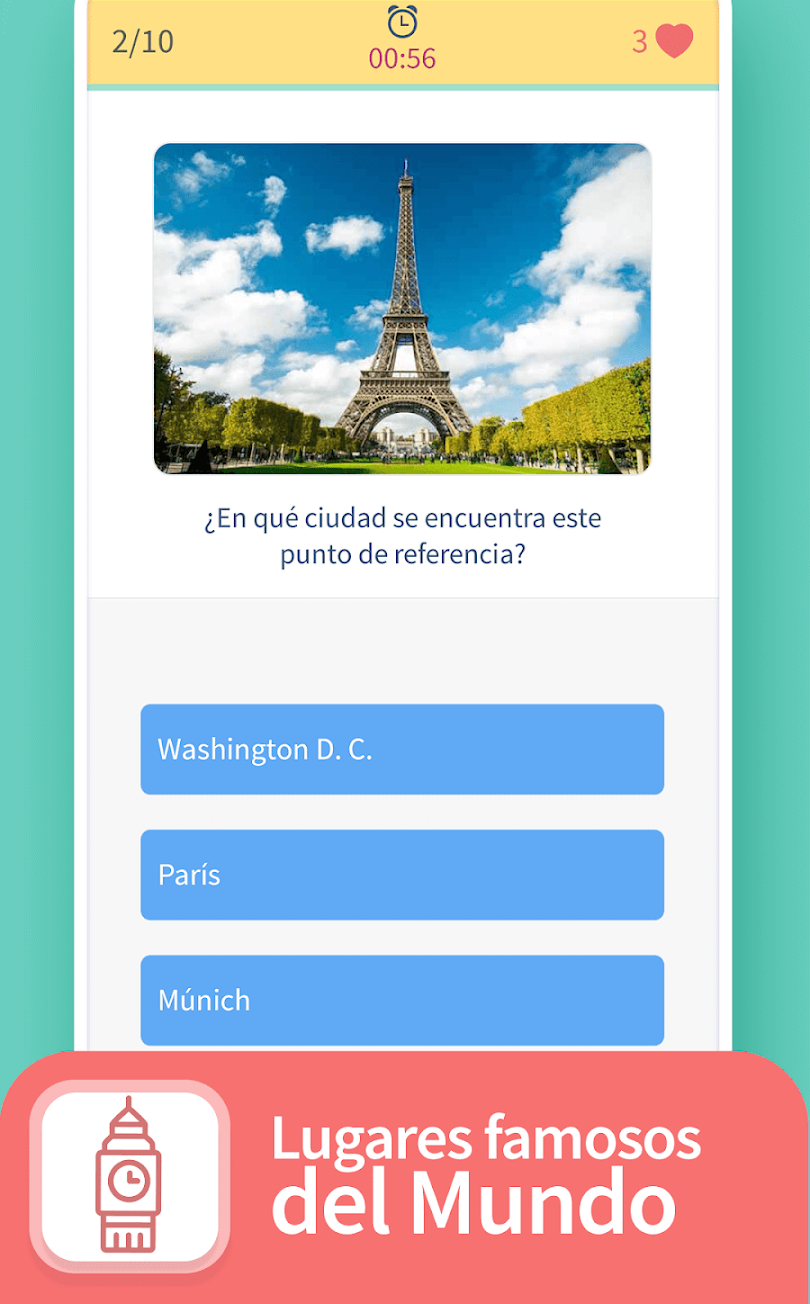 2/10
00:56
3
¿En qué ciudad se encuentra este
punto de referencia?
Washington D. C.
París
Múnich
Lugares famosos
del Mundo